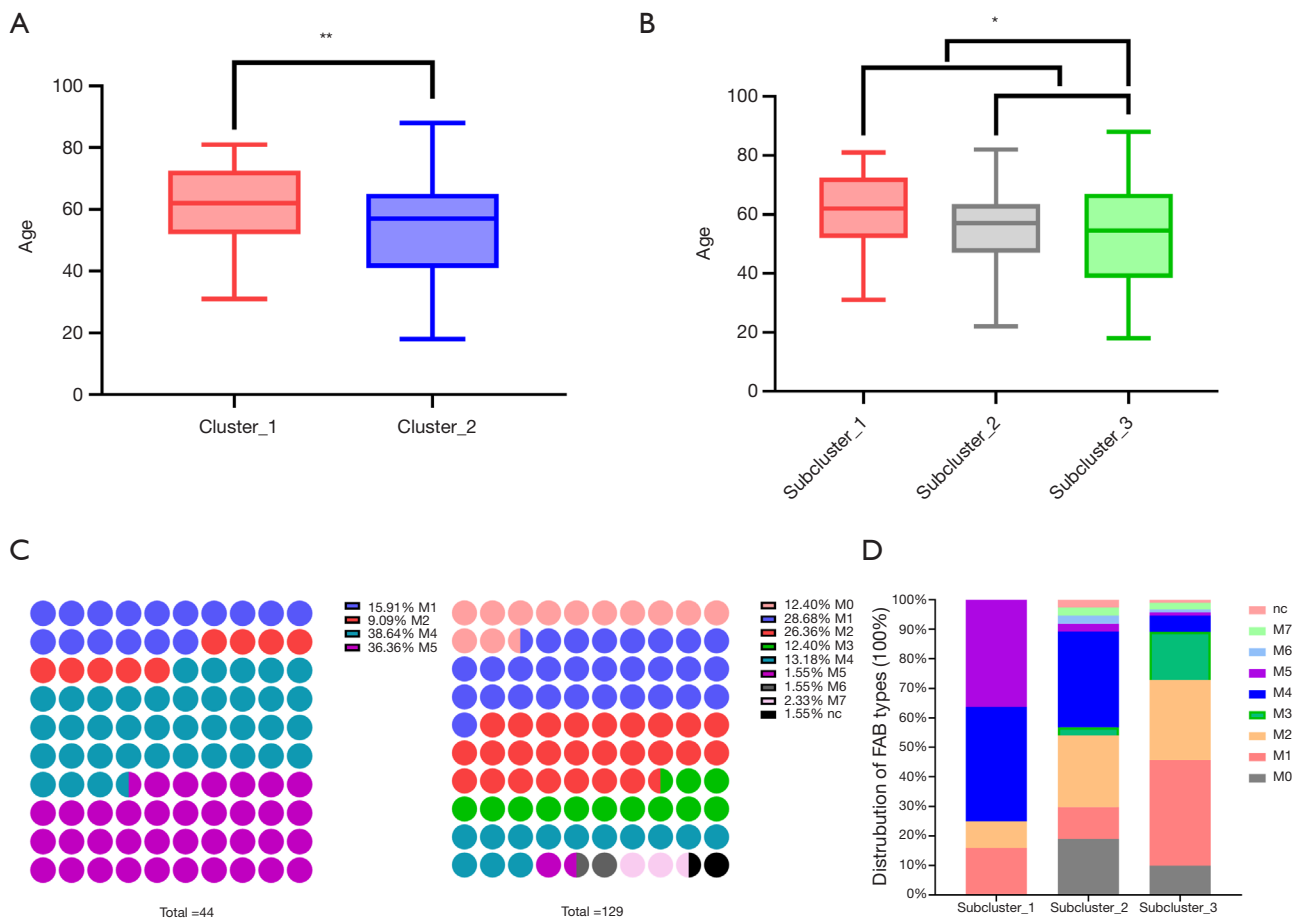 A
**
100
80
60
40
20
0
Age
Cluster_1
Cluster_2
B
*
100
80
60
40
20
0
Age
Subcluster_1
Subcluster_2
Subcluster_3
C
15.91% M1
9.09% M2
38.64% M4
36.36% M5
Total =44
12.40% M0
28.68% M1
26.36% M2
12.40% M3
13.18% M4
1.55% M5
1.55% M6
2.33% M7
1.55% nc
Total =129
D
Distrubution of FAB types (100%)
100%
90%
80%
70%
60%
50%
40%
30%
20%
10%
0%
Subcluster_1
Subcluster_2
Subcluster_3
nc
M7
M6
M5
M4
M3
M2
M1
M0